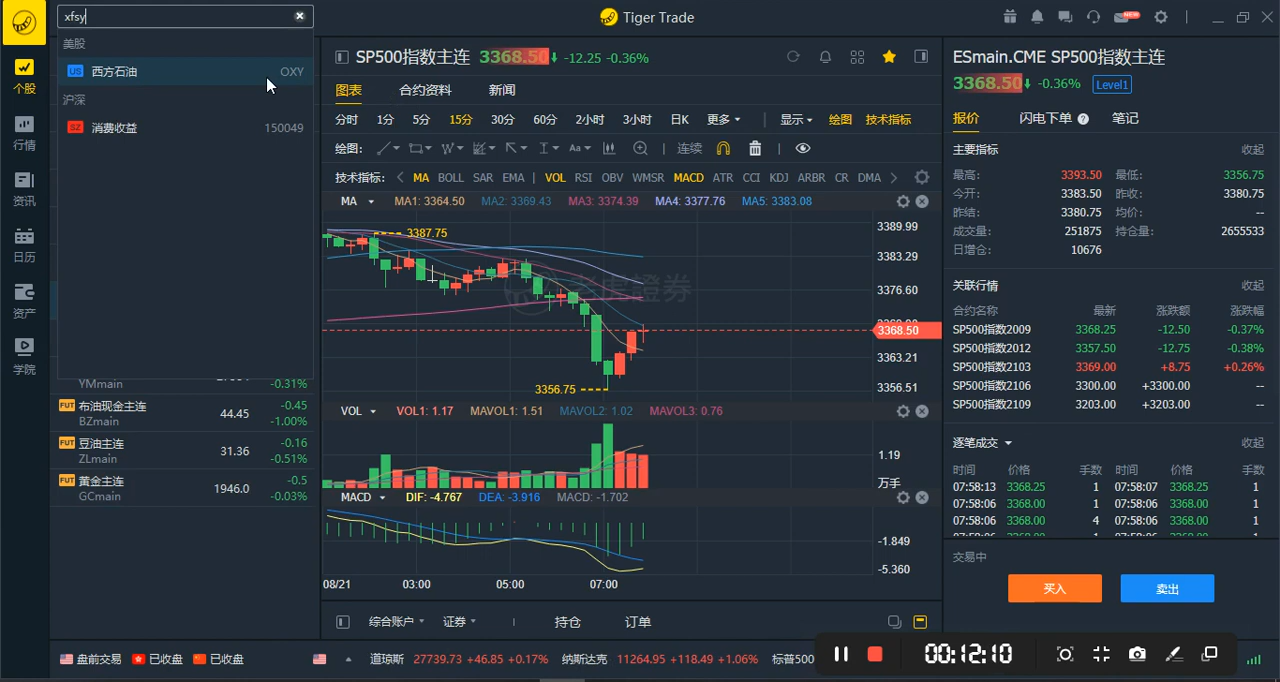 xfsy
Tiger Trade
NEW
美股
US 西方石油 OXY
沪深
SZ 消费收益 150049
个股
行情
资讯
日历
资产
学院
YMmain -0.31%
FUT 布油现金主连 44.45 -0.45
BZmain -1.00%
FUT 豆油主连 31.36 -0.16
ZLmain -0.51%
FUT 黄金主连 1946.0 -0.5
GCmain -0.03%
SP500指数主连 3368.50 -12.25 -0.36%
图表 合约资料 新闻
分时 1分 5分 15分 30分 60分 2小时 3小时 日K 更多 显示 绘图 技术指标
绘图: Aa 连续
技术指标: MA BOLL SAR EMA VOL RSI OBV WMSR MACD ATR CCI KDJ ARBR CR DMA
MA MA1: 3364.50 MA2: 3369.43 MA3: 3374.39 MA4: 3377.76 MA5: 3383.08
3387.75
3389.99
3383.29
3376.60
老虎證券
3368.50
3363.21
3356.51
3356.75
VOL VOL1: 1.17 MAVOL1: 1.51 MAVOL2: 1.02 MAVOL3: 0.76
1.19
万手
MACD DIF: -4.767 DEA: -3.916 MACD: -1.702
-1.849
-5.360
08/21 03:00 05:00 07:00
综合账户 证券 持仓 订单
ESmain.CME SP500指数主连
3368.50 -0.36% Level1
报价 闪电下单 ? 笔记
主要指标 收起
最高: 3393.50 最低: 3356.75
今开: 3383.50 昨收: 3380.75
昨结: 3380.75 均价: --
成交量: 251875 持仓量: 2655533
日增仓: 10676
关联行情 收起
合约名称 最新 涨跌额 涨跌幅
SP500指数2009 3368.25 -12.50 -0.37%
SP500指数2012 3357.50 -12.75 -0.38%
SP500指数2103 3369.00 +8.75 +0.26%
SP500指数2106 3300.00 +3300.00 --
SP500指数2109 3203.00 +3203.00 --
逐笔成交 收起
时间 价格 手数 时间 价格 手数
07:58:13 3368.25 1 07:58:07 3368.25 1
07:58:06 3368.00 1 07:58:06 3368.00 1
07:58:06 3368.00 4 07:58:06 3368.00 1
交易中
买入 卖出
盘前交易 已收盘 已收盘 道琼斯 27739.73 +46.85 +0.17% 纳斯达克 11264.95 +118.49 +1.06% 标普500
00:12:10